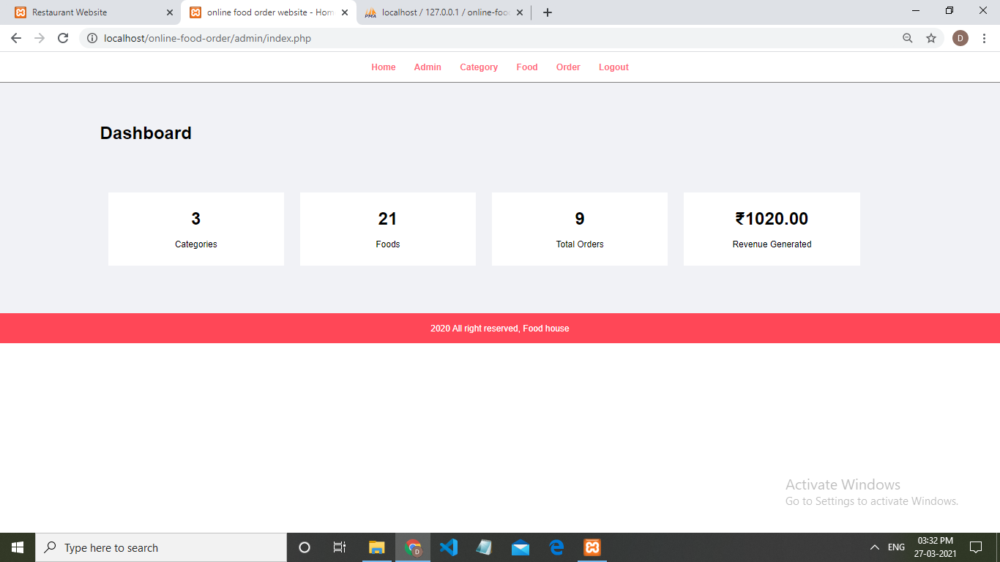 Restaurant Website
online food order website - Hom
localhost / 127.0.0.1 / online-food
localhost/online-food-order/admin/index.php
D
Home Admin Category Food Order Logout
Dashboard
3
Categories
21
Foods
9
Total Orders
₹1020.00
Revenue Generated
2020 All right reserved, Food house
Activate Windows
Go to Settings to activate Windows.
Type here to search
D
ENG
03:32 PM
27-03-2021